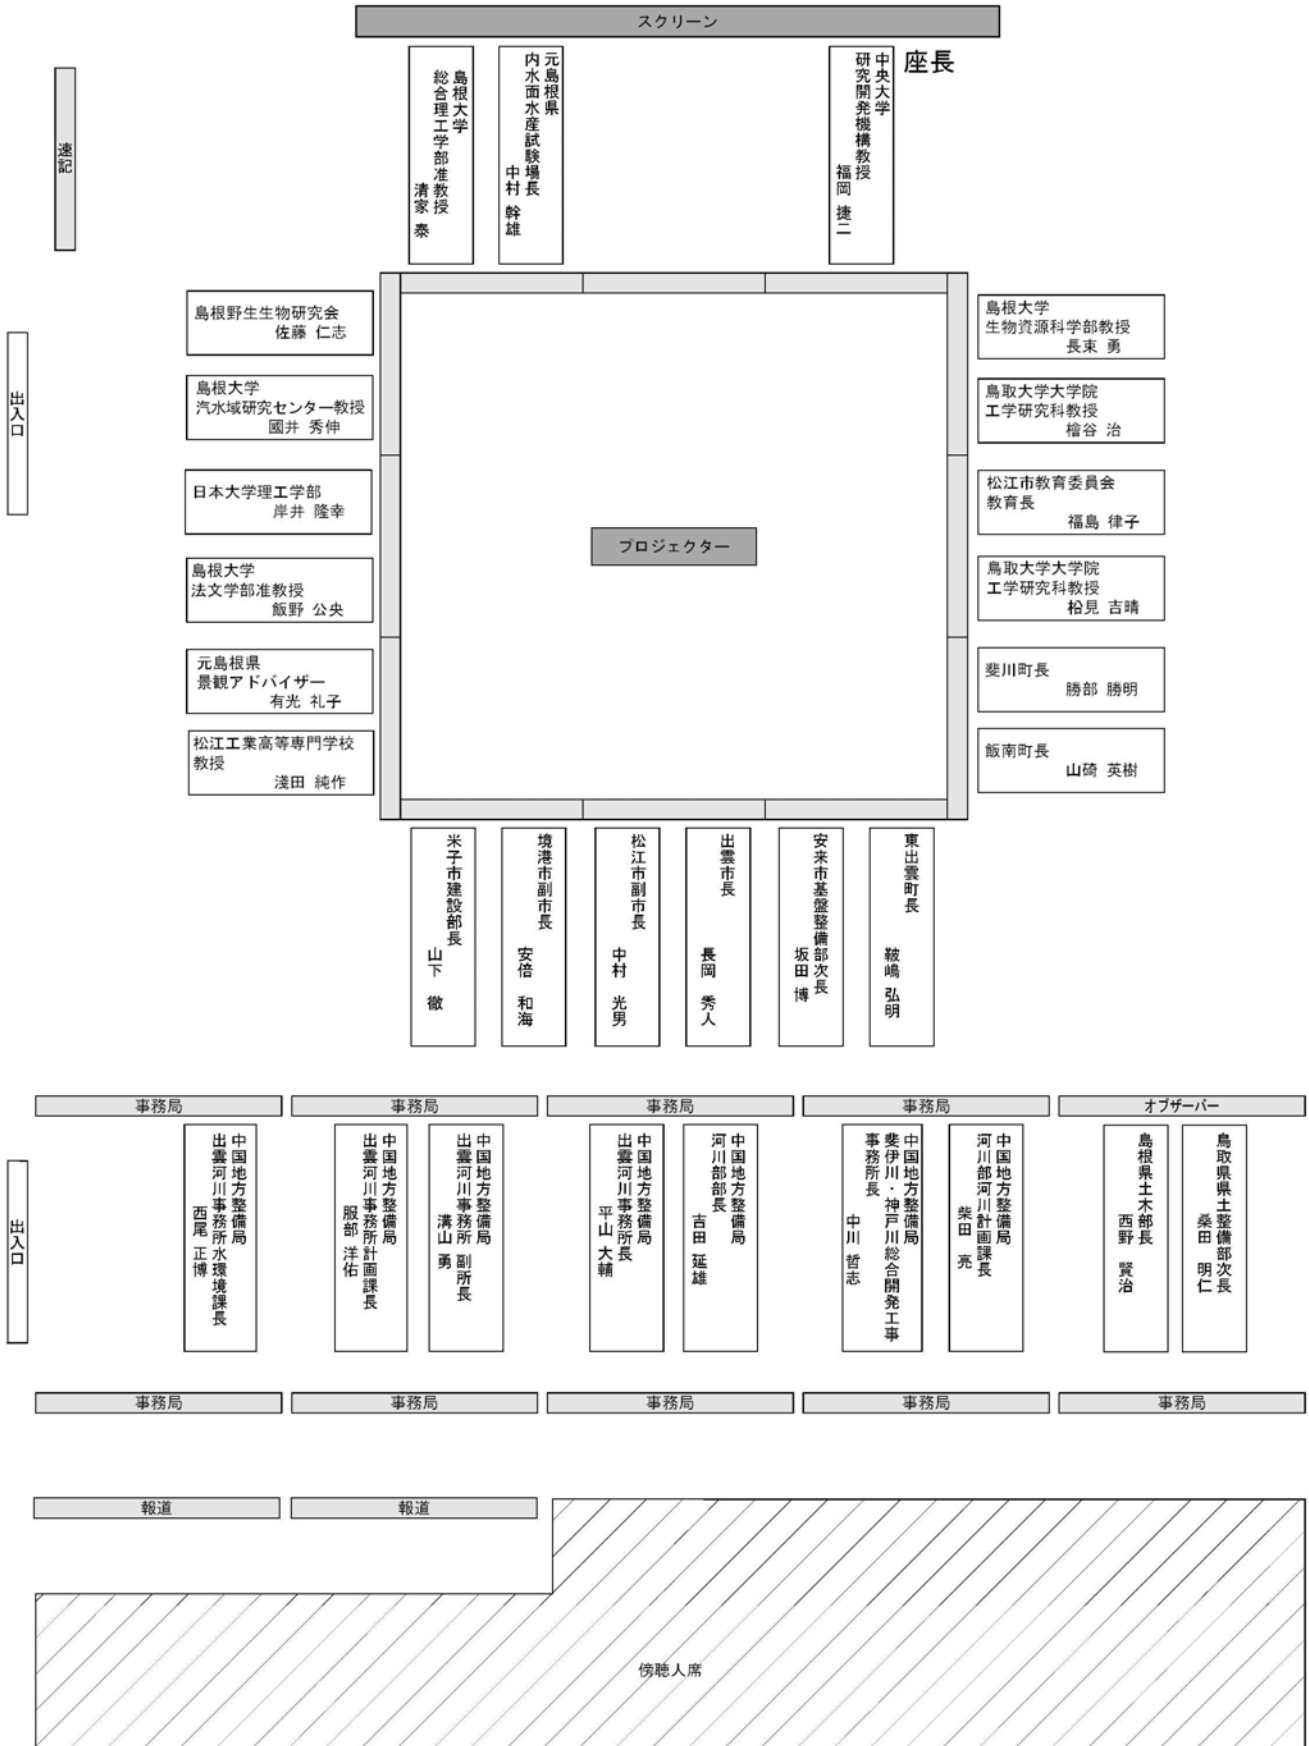 スクリーン
座長
中央大学
研究開発機構教授
福岡 捷二
元島根県
内水面水産試験場長
中村 幹雄
島根大学
総合理工学部准教授
清家 泰
速記
出入口
島根野生生物研究会
佐藤 仁志
島根大学
汽水域研究センター教授
國井 秀伸
日本大学理工学部
岸井 隆幸
島根大学
法文学部准教授
飯野 公央
元島根県
景観アドバイザー
有光 礼子
松江工業高等専門学校
教授
淺田 純作
プロジェクター
島根大学
生物資源科学部教授
長束 勇
鳥取大学大学院
工学研究科教授
檜谷 治
松江市教育委員会
教育長
福島 律子
鳥取大学大学院
工学研究科教授
松見 吉晴
斐川町長
勝部 勝明
飯南町長
山碕 英樹
東出雲町長
鞁嶋 弘明
安来市基盤整備部次長
坂田 博
出雲市長
長岡 秀人
松江市副市長
中村 光男
境港市副市長
安倍 和海
米子市建設部長
山下 徹
事務局
事務局
事務局
事務局
オブザーバー
鳥取県県土整備部次長
桑田 明仁
島根県土木部長
西野 賢治
中国地方整備局
河川部河川計画課長
柴田 亮
中国地方整備局
斐伊川・神戸川総合開発工事
事務所長
中川 哲志
中国地方整備局
河川部部長
吉田 延雄
中国地方整備局
出雲河川事務所長
平山 大輔
中国地方整備局
出雲河川事務所 副所長
溝山 勇
中国地方整備局
出雲河川事務所計画課長
服部 洋佑
中国地方整備局
出雲河川事務所水環境課長
西尾 正博
出入口
事務局
事務局
事務局
事務局
事務局
報道
報道
傍聴人席